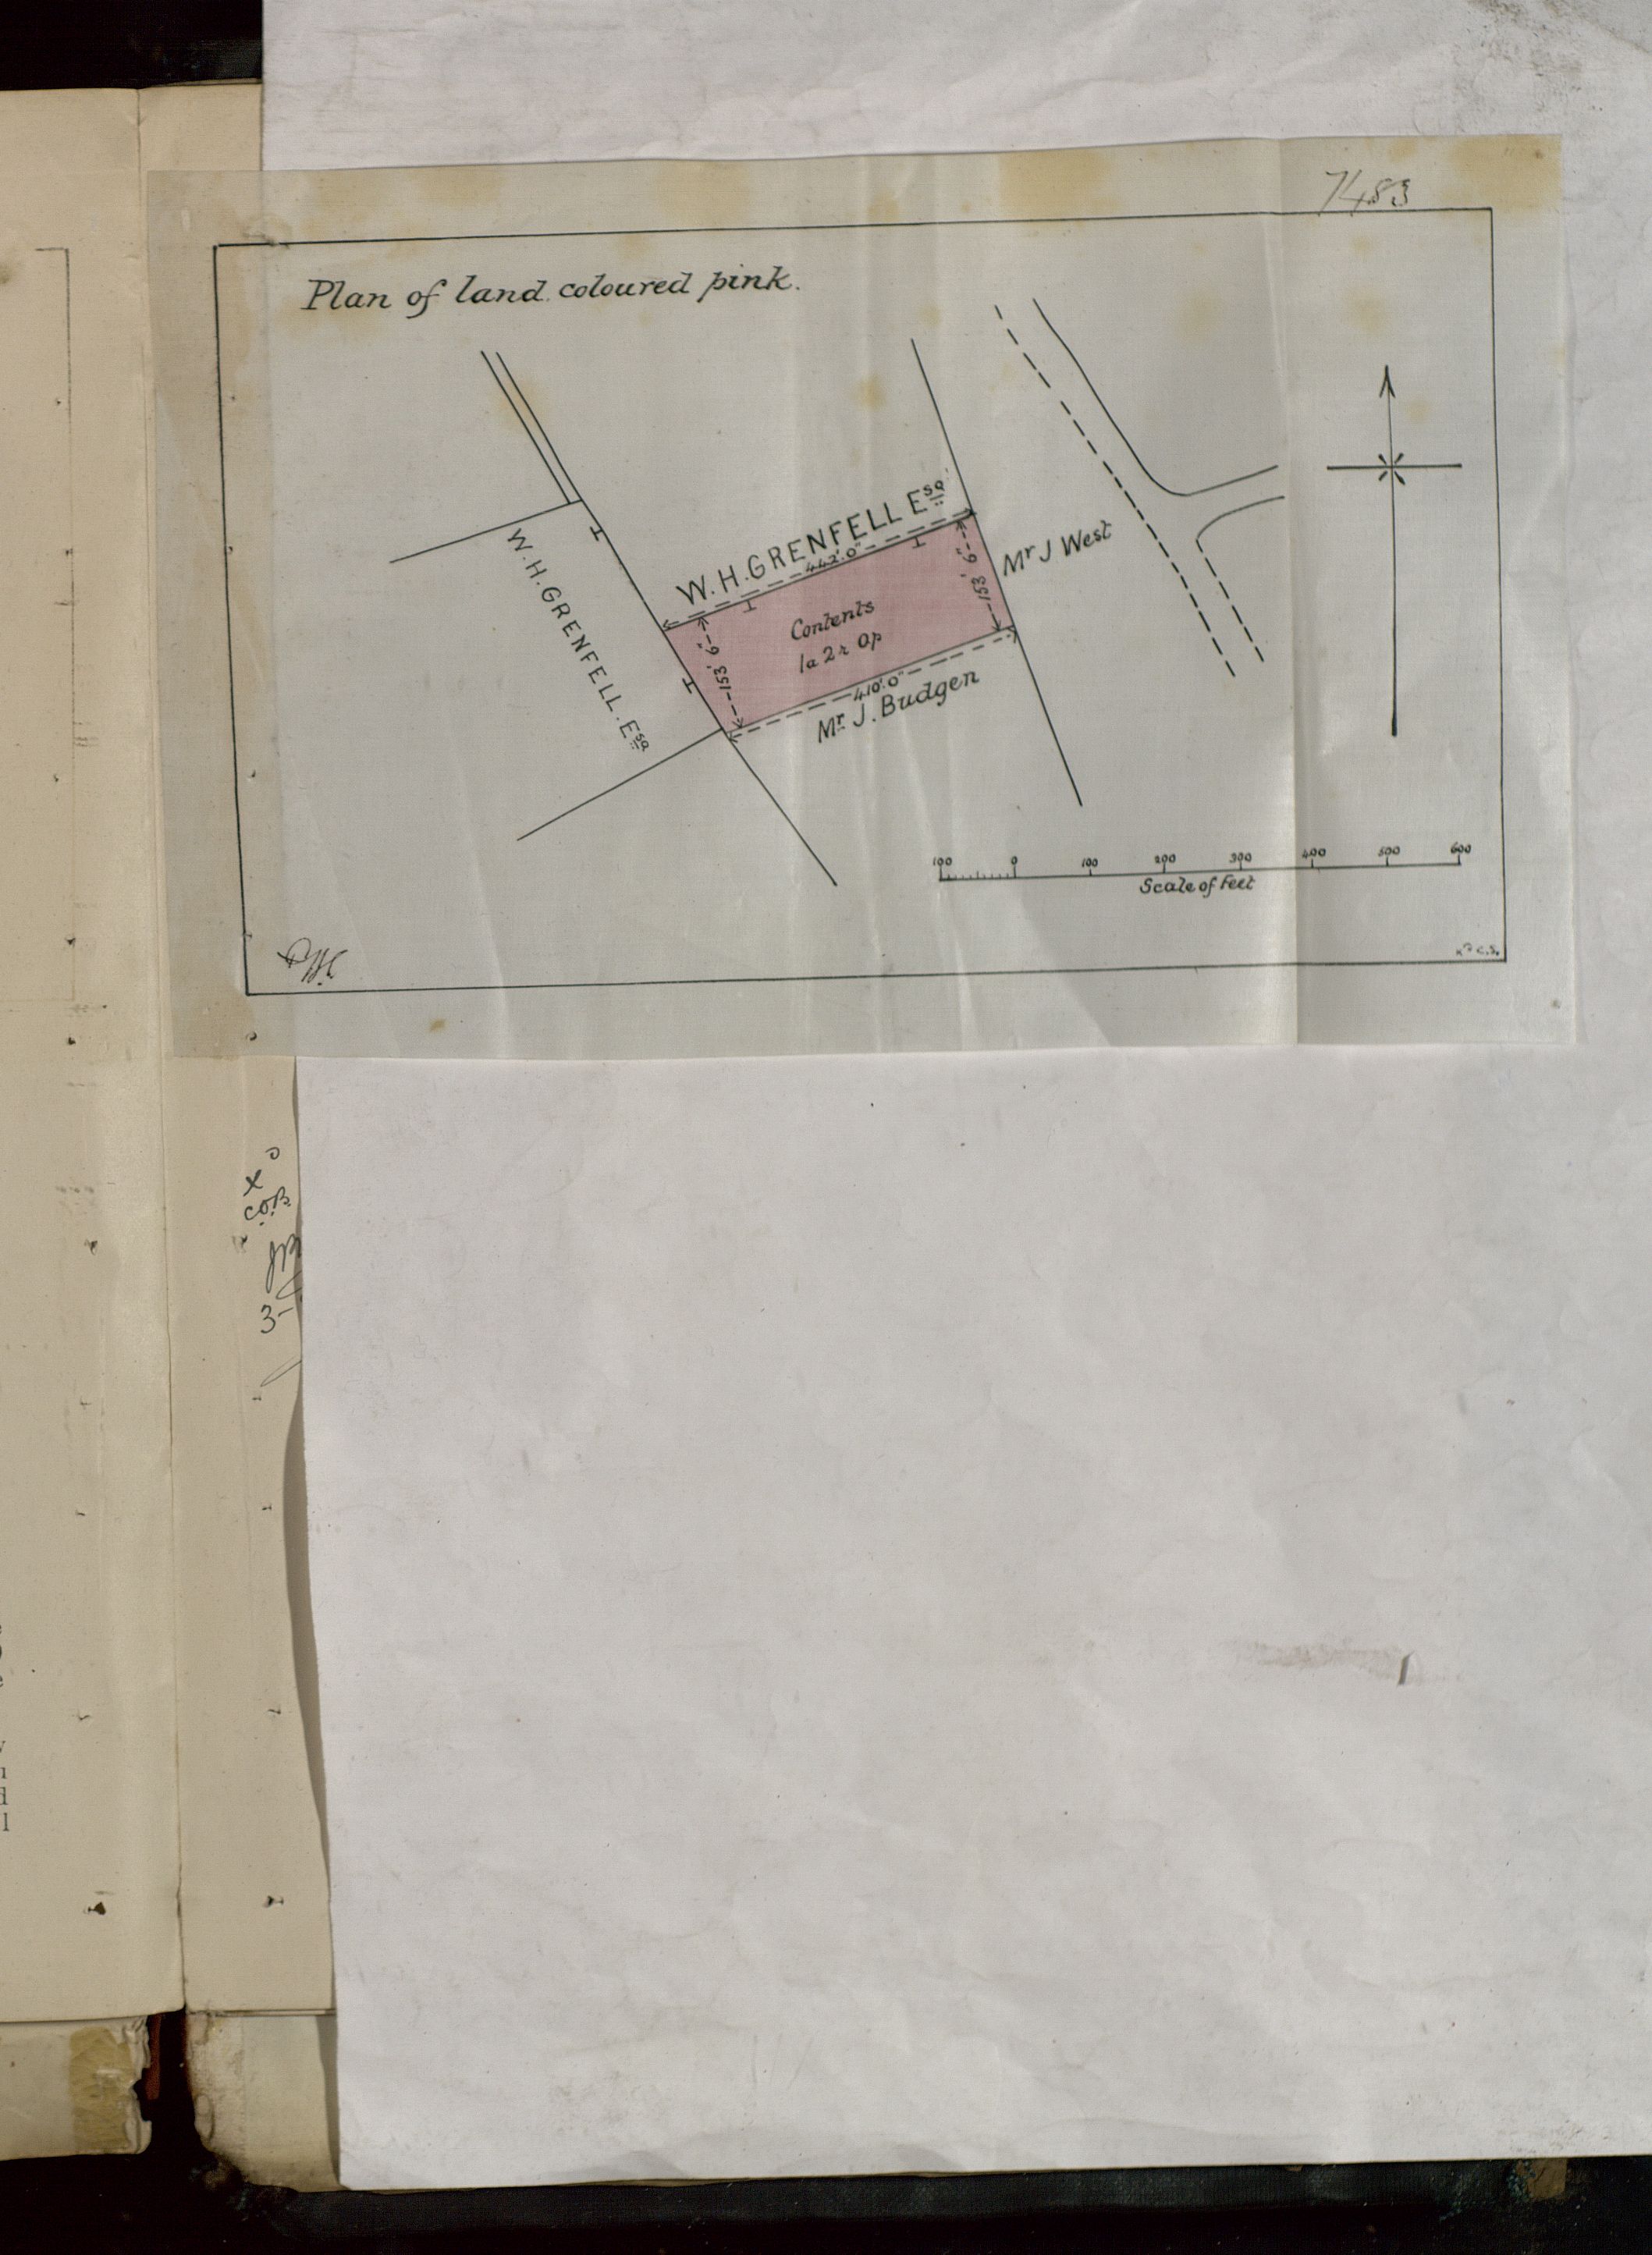 7483
Plan of land coloured pink.
W.H.GRENFELL Esq
442'.0"
W.H.GRENFELL.Esq
153'.6"
Contents
1a 2r 0p
153'.6"
Mr J West
410'.0"
Mr. J. Budgen
100 0 100 200 300 400 500 600
Scale of Feet
x
C.O.B.
3-